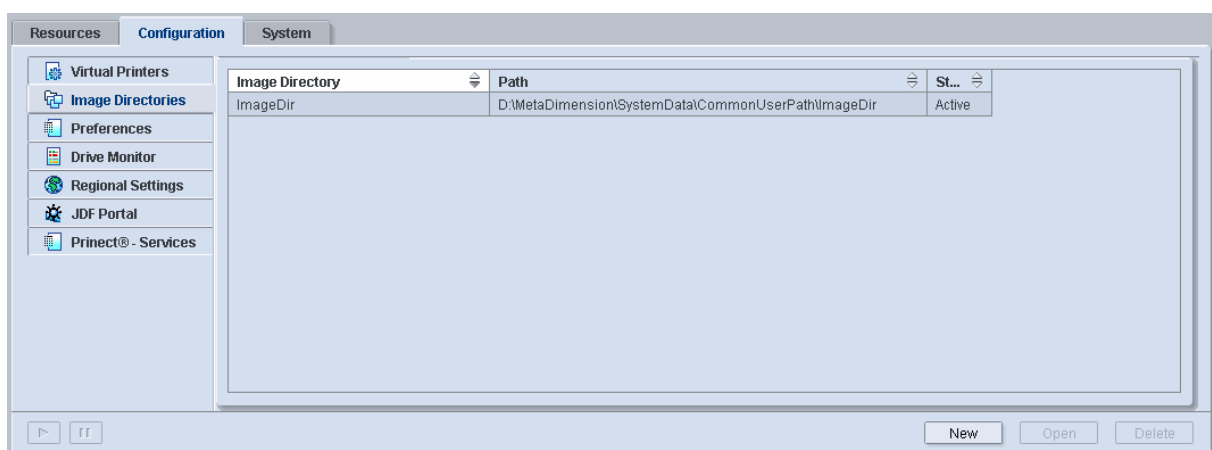 Resources Configuration System
Virtual Printers
Image Directories
Preferences
Drive Monitor
Regional Settings
JDF Portal
Prinect® - Services
Image Directory Path St...
ImageDir D:\MetaDimension\SystemData\CommonUserPath\ImageDir Active
New Open Delete